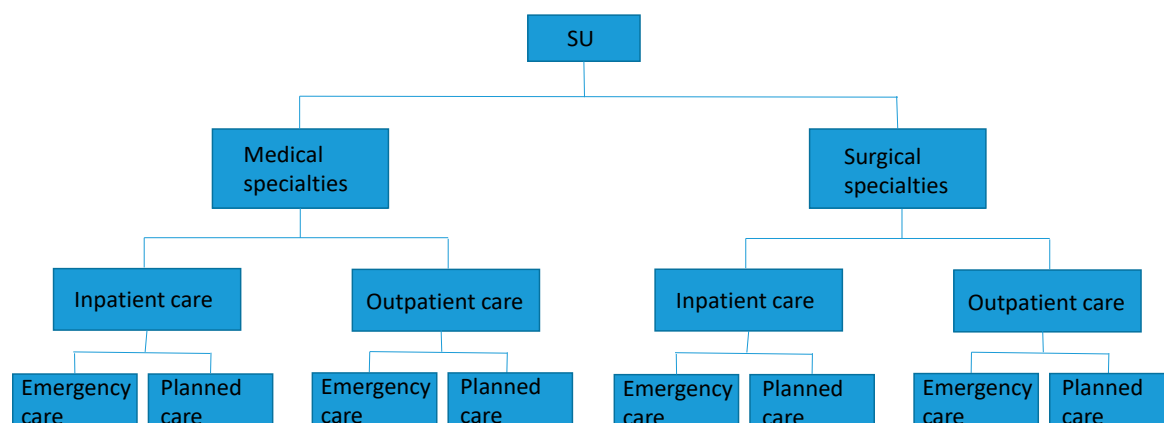 SU
Medical
specialties
Surgical
specialties
Inpatient care
Outpatient care
Inpatient care
Outpatient care
Emergency
care
Planned
care
Emergency
care
Planned
care
Emergency
care
Planned
care
Emergency
care
Planned
care